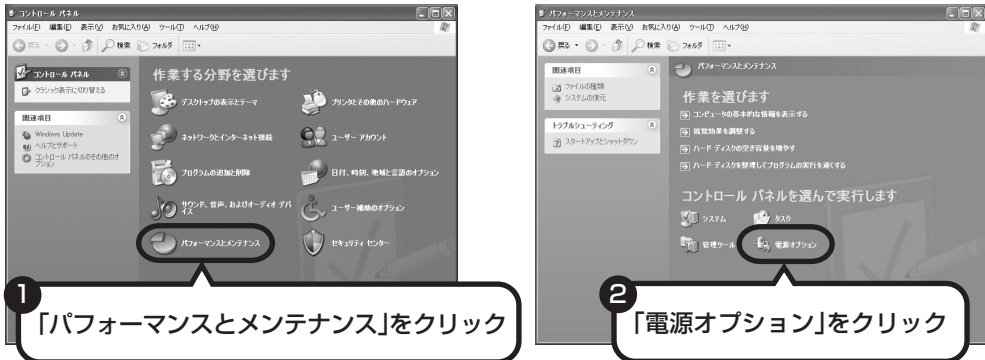 コントロール パネル
ファイル(F) 編集(E) 表示(V) お気に入り(A) ツール(T) ヘルプ(H)
戻る 検索 フォルダ
コントロール パネル
クラシック表示に切り替える
関連項目
Windows Update
ヘルプとサポート
コントロール パネルのその他のオプション
作業する分野を選びます
デスクトップの表示とテーマ
プリンタとその他のハードウェア
ネットワークとインターネット接続
ユーザー アカウント
プログラムの追加と削除
日付、時刻、地域と言語のオプション
サウンド、音声、およびオーディオ デバイス
ユーザー補助のオプション
パフォーマンスとメンテナンス
セキュリティ センター
1
「パフォーマンスとメンテナンス」をクリック
パフォーマンスとメンテナンス
ファイル(F) 編集(E) 表示(V) お気に入り(A) ツール(T) ヘルプ(H)
戻る 検索 フォルダ
関連項目
ファイルの種類
システムの復元
トラブルシューティング
スタートアップとシャットダウン
パフォーマンスとメンテナンス
作業を選びます
コンピュータの基本的な情報を表示する
視覚効果を調整する
ハード ディスクの空き容量を増やす
ハード ディスクを整理してプログラムの実行を速くする
コントロール パネルを選んで実行します
システム
タスク
管理ツール
電源オプション
2
「電源オプション」をクリック